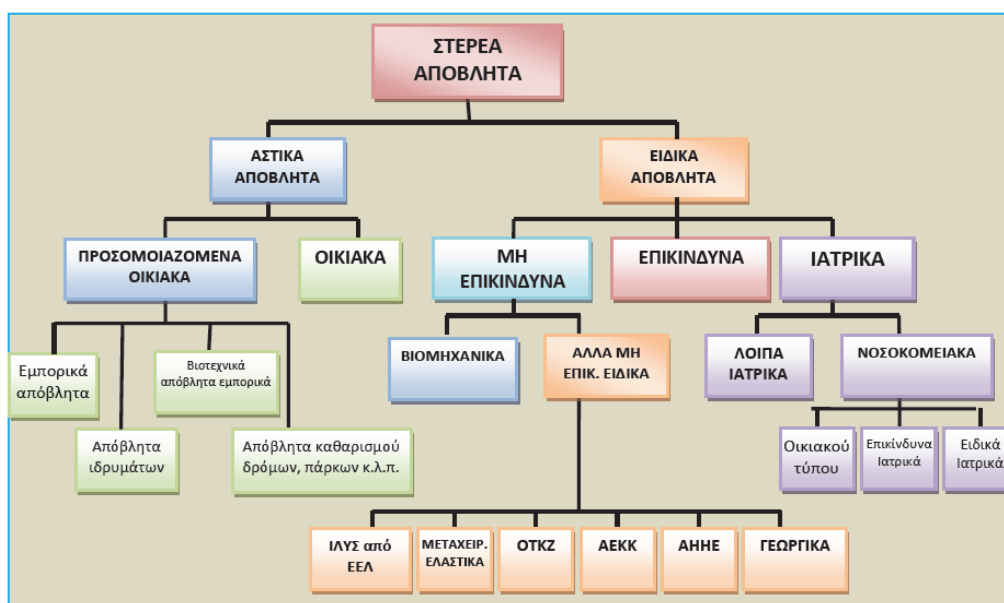 ΣΤΕΡΕΑ
ΑΠΟΒΛΗΤΑ
ΑΣΤΙΚΑ
ΑΠΟΒΛΗΤΑ
ΕΙΔΙΚΑ
ΑΠΟΒΛΗΤΑ
ΠΡΟΣΟΜΟΙΑΖΟΜΕΝΑ
ΟΙΚΙΑΚΑ
ΟΙΚΙΑΚΑ
ΜΗ
ΕΠΙΚΙΝΔΥΝΑ
ΕΠΙΚΙΝΔΥΝΑ
ΙΑΤΡΙΚΑ
Εμπορικά
απόβλητα
Βιοτεχνικά
απόβλητα εμπορικά
ΒΙΟΜΗΧΑΝΙΚΑ
ΑΛΛΑ ΜΗ
ΕΠΙΚ. ΕΙΔΙΚΑ
ΛΟΙΠΑ
ΙΑΤΡΙΚΑ
ΝΟΣΟΚΟΜΕΙΑΚΑ
Απόβλητα
ιδρυμάτων
Απόβλητα καθαρισμού
δρόμων, πάρκων κ.λ.π.
Οικιακού
τύπου
Επικίνδυνα
Ιατρικά
Ειδικά
Ιατρικά
ΙΛΥΣ από
ΕΕΛ
ΜΕΤΑΧΕΙΡ.
ΕΛΑΣΤΙΚΑ
ΟΤΚΖ
ΑΕΚΚ
ΑΗΗΕ
ΓΕΩΡΓΙΚΑ